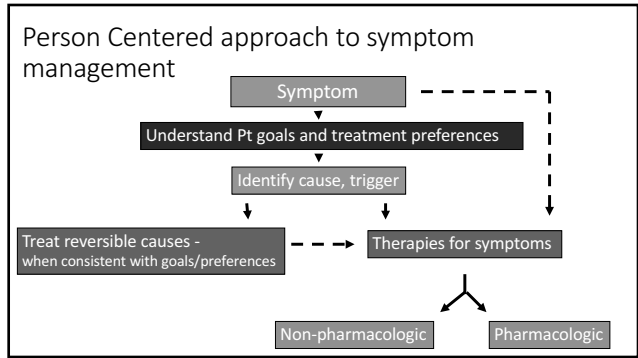 Person Centered approach to symptom
management
Symptom
Understand Pt goals and treatment preferences
Identify cause, trigger
Treat reversible causes -
when consistent with goals/preferences
Therapies for symptoms
Non-pharmacologic
Pharmacologic